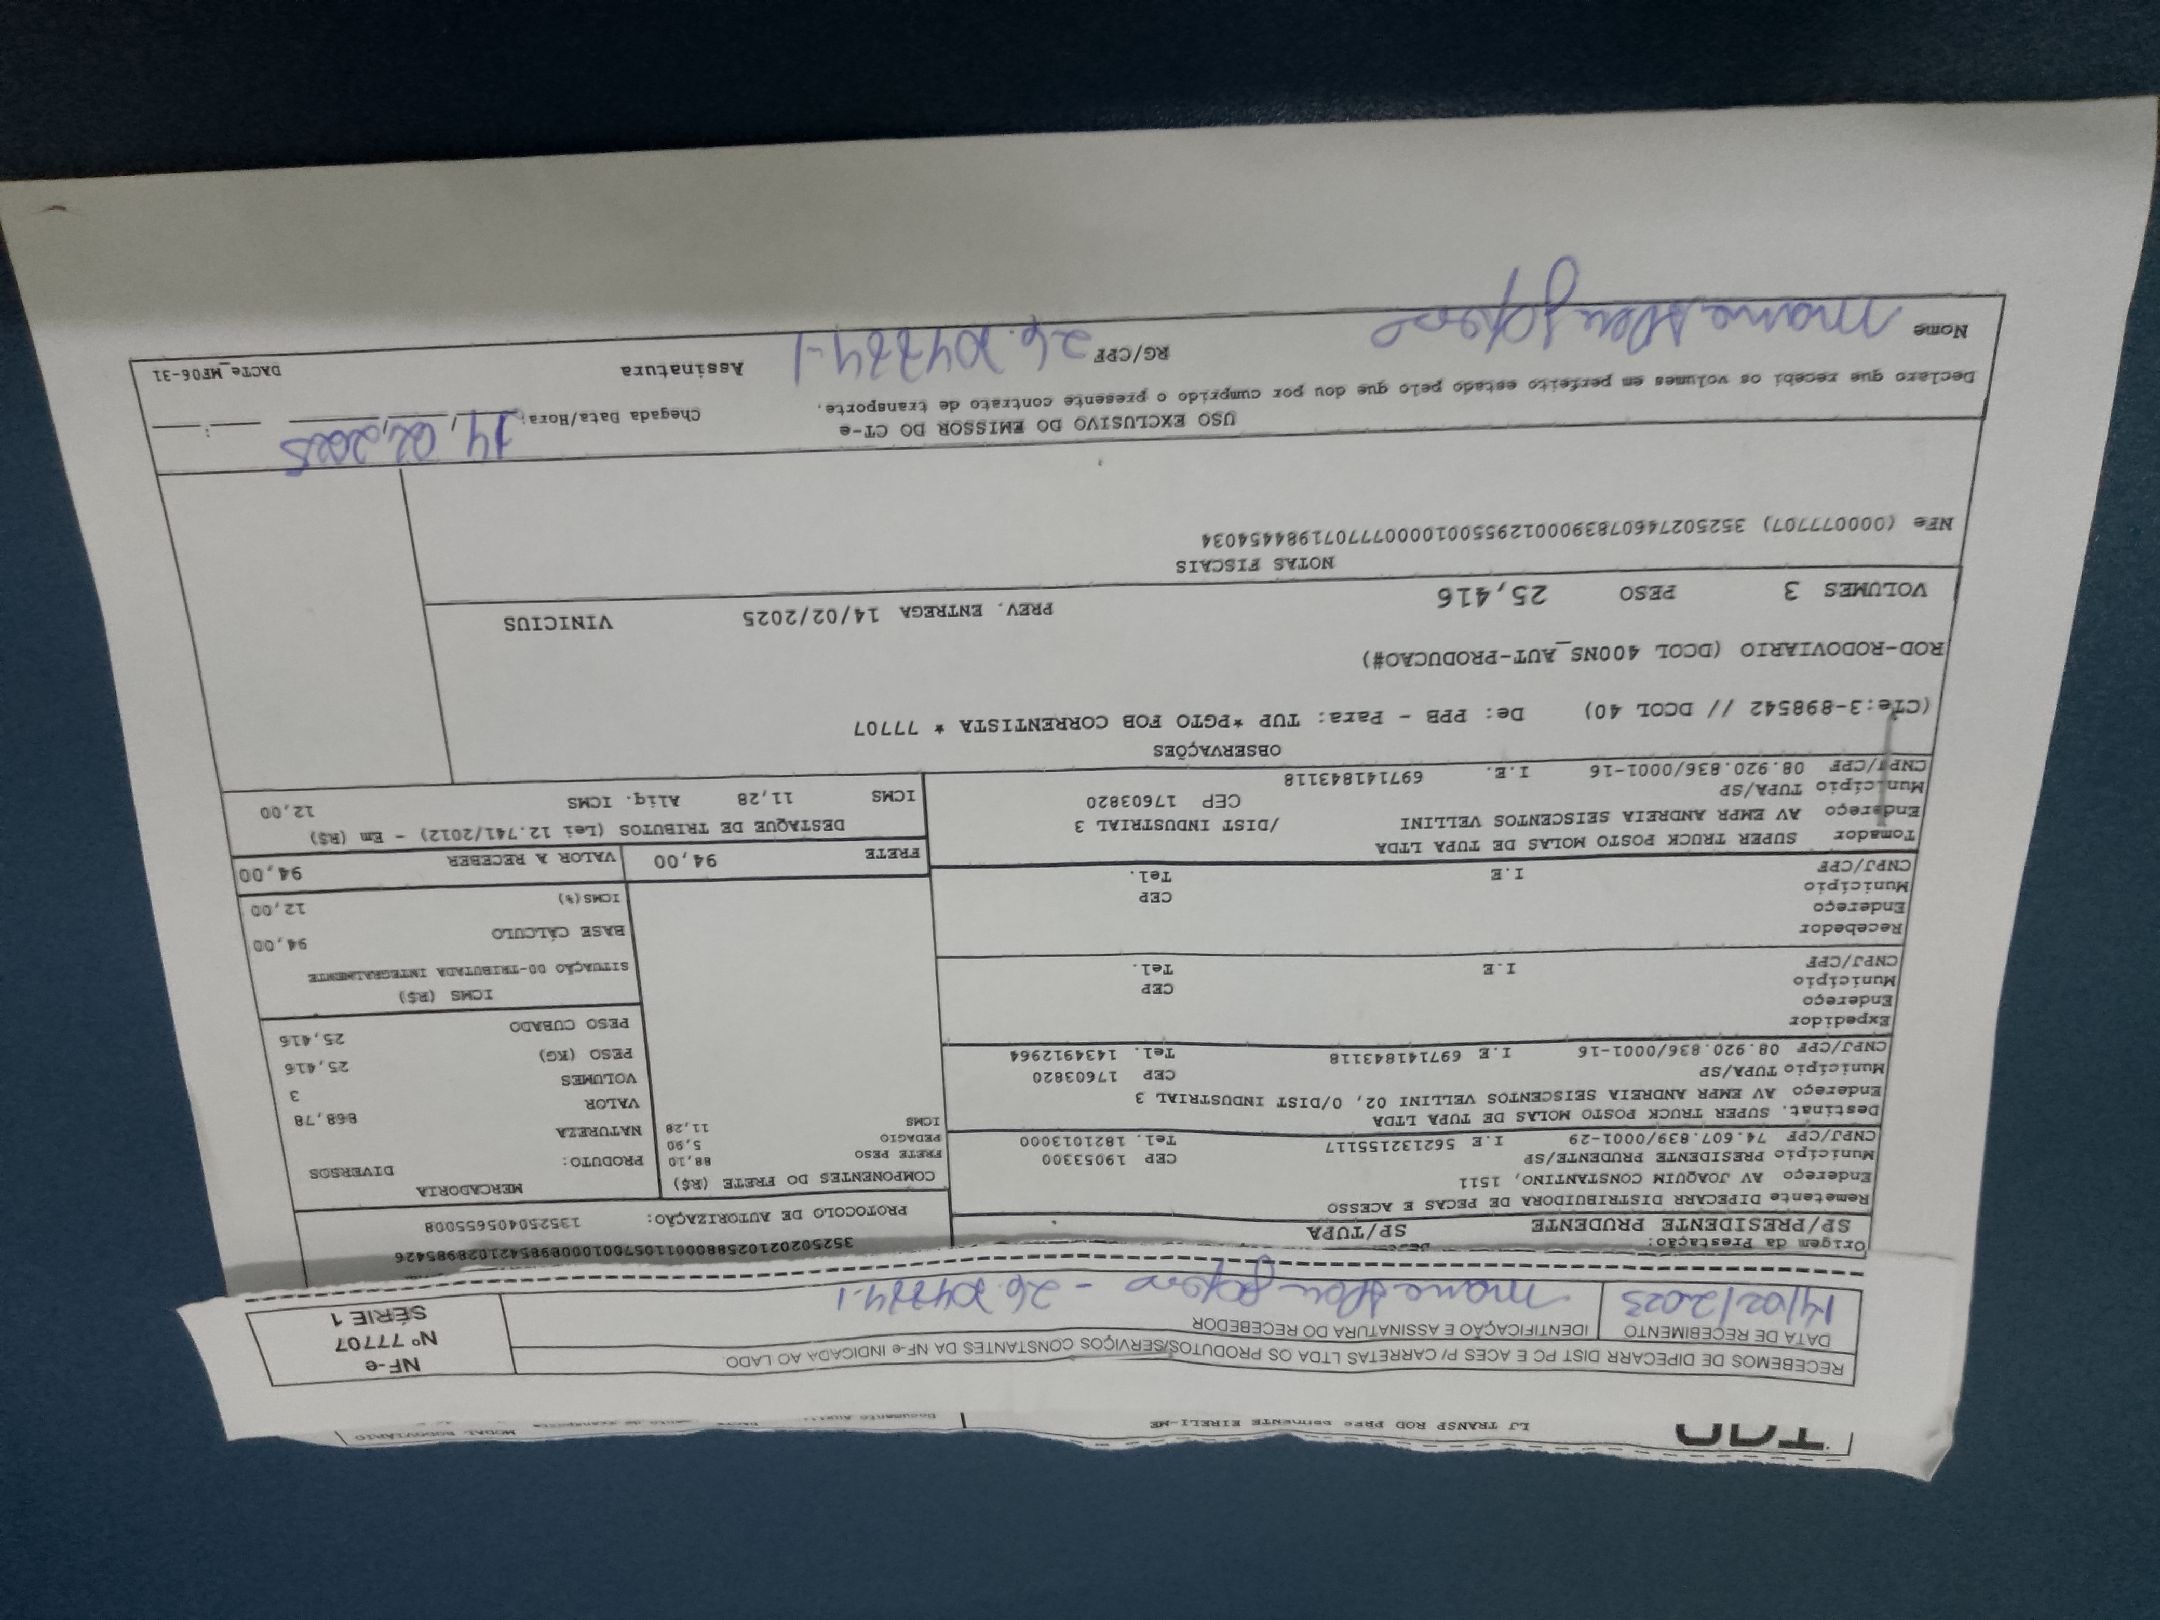 LJ TRANSP ROD PRES PRUDENTE EIRELI-ME
MODAL RODOVIÁRIO
RECEBEMOS DE DIPECARR DIST PC E ACES P/ CARRETAS LTDA OS PRODUTOS/SERVIÇOS CONSTANTES DA NF-e INDICADA AO LADO
DATA DE RECEBIMENTO
IDENTIFICAÇÃO E ASSINATURA DO RECEBEDOR
14/02/2025
NF-e
Nº 77707
SÉRIE 1
Origem da Prestação:
SP/PRESIDENTE PRUDENTE SP/TUPA
Remetente DIPECARR DISTRIBUIDORA DE PECAS E ACESSO
Endereço AV JOAQUIM CONSTANTINO, 1511
Município PRESIDENTE PRUDENTE/SP CEP 19053300
CNPJ/CPF 74.607.839/0001-29 I.E 562132155117 Tel. 1821013000
Destinat. SUPER TRUCK POSTO MOLAS DE TUPA LTDA
Endereço AV EMPR ANDREIA SEISCENTOS VELLINI 02, 0/DIST INDUSTRIAL 3
Município TUPA/SP CEP 17603820
CNPJ/CPF 08.920.836/0001-16 I.E 697141843118 Tel. 1434912964
Expedidor
Endereço
Município CEP
CNPJ/CPF I.E Tel.
Recebedor
Endereço
Município CEP
CNPJ/CPF I.E Tel.
Tomador SUPER TRUCK POSTO MOLAS DE TUPA LTDA
Endereço AV EMPR ANDREIA SEISCENTOS VELLINI /DIST INDUSTRIAL 3
Município TUPA/SP CEP 17603820
CNPJ/CPF 08.920.836/0001-16 I.E. 697141843118
PROTOCOLO DE AUTORIZAÇÃO: 135250405655008
COMPONENTES DO FRETE (R$)
FRETE PESO 88,10
PEDAGIO 5,90
ICMS 11,28
MERCADORIA
PRODUTO: DIVERSOS
NATUREZA
VALOR 868,78
VOLUMES 3
PESO (KG) 25,416
PESO CUBADO 25,416
ICMS (R$)
SITUAÇÃO 00-TRIBUTADA INTEGRALMENTE
BASE CÁLCULO 94,00
ICMS(%) 12,00
FRETE 94,00 VALOR A RECEBER 94,00
DESTAQUE DE TRIBUTOS (Lei 12.741/2012) - Em (R$)
ICMS 11,28 Aliq. ICMS 12,00
OBSERVAÇÕES
(CTe:3-898542 // DCOL 40) De: PPB - Para: TUP *PGTO FOB CORRENTISTA * 77707
ROD-RODOVIARIO (DCOL 400NS_AUT-PRODUCAO#)
VOLUMES 3 PESO 25,416 PREV. ENTREGA 14/02/2025 VINICIUS
NOTAS FISCAIS
NFe (000077707) 35250274607839000129550010000777071984454034
USO EXCLUSIVO DO EMISSOR DO CT-e
Declaro que recebi os volumes em perfeito estado pelo que dou por cumprido o presente contrato de transporte.
Chegada Data/Hora: 14,02,2025 :
Nome RG/CPF Assinatura
DACTe_MF06-31